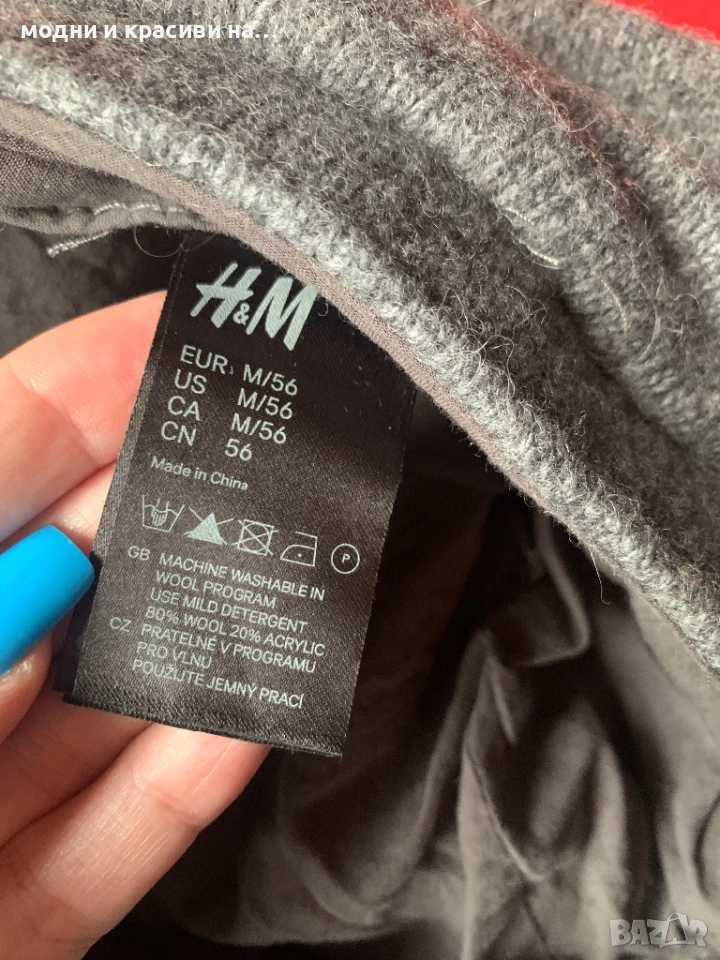 модни и красиви на...
H&M
EUR M/56
US M/56
CA M/56
CN 56
Made in China
P
GB MACHINE WASHABLE IN
WOOL PROGRAM
USE MILD DETERGENT
80% WOOL 20% ACRYLIC
CZ PRATELNE V PROGRAMU
PRO VLNU
POUŽIJTE JEMNÝ PRACÍ
BAZAR